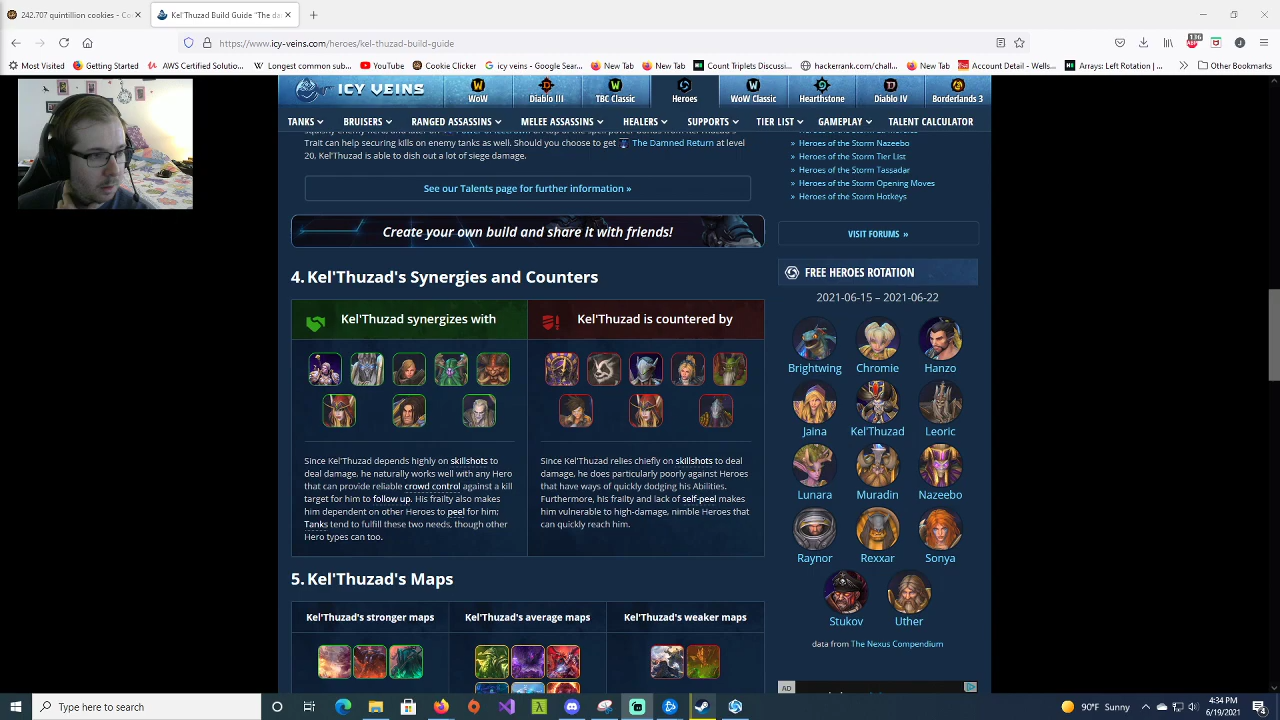 242.707 quintillion cookies - Co
Kel'Thuzad Build Guide "The da
https://www.icy-veins.com/heroes/kel-thuzad-build-guide
136
Most Visited
Getting Started
AWS Certified Solution...
Longest common sub...
YouTube
Cookie Clicker
icy veins - Google Sear...
New Tab
New Tab
Count Triplets Discuss...
hackerrank.com/chall...
New Tab
Account Detail - Wells...
Arrays: Left Rotation | ...
Other Bookmarks
ICY VEINS
WoW
Diablo III
TBC Classic
Heroes
WoW Classic
Hearthstone
Diablo IV
Borderlands 3
TANKS
BRUISERS
RANGED ASSASSINS
MELEE ASSASSINS
HEALERS
SUPPORTS
TIER LIST
GAMEPLAY
TALENT CALCULATOR
Trait can help securing kills on enemy tanks as well. Should you choose to get The Damned Return at level
20. Kel'Thuzad is able to dish out a lot of siege damage.
See our Talents page for further information »
Create your own build and share it with friends!
4. Kel'Thuzad's Synergies and Counters
Kel'Thuzad synergizes with
Kel'Thuzad is countered by
Since Kel'Thuzad depends highly on skillshots to
deal damage, he naturally works well with any Hero
that can provide reliable crowd control against a kill
target for him to follow up. His frailty also makes
him dependent on other Heroes to peel for him;
Tanks tend to fulfill these two needs, though other
Hero types can too.
Since Kel'Thuzad relies chiefly on skillshots to deal
damage, he does particularly poorly against Heroes
that have ways of quickly dodging his Abilities.
Furthermore, his frailty and lack of self-peel makes
him vulnerable to high-damage, nimble Heroes that
can quickly reach him.
5. Kel'Thuzad's Maps
Kel'Thuzad's stronger maps
Kel'Thuzad's average maps
Kel'Thuzad's weaker maps
» Heroes of the Storm Nazeebo
» Heroes of the Storm Tier List
» Heroes of the Storm Tassadar
» Heroes of the Storm Opening Moves
» Heroes of the Storm Hotkeys
VISIT FORUMS »
FREE HEROES ROTATION
2021-06-15 – 2021-06-22
Brightwing
Chromie
Hanzo
Jaina
Kel'Thuzad
Leoric
Lunara
Muradin
Nazeebo
Raynor
Rexxar
Sonya
Stukov
Uther
data from The Nexus Compendium
AD
Type here to search
90°F Sunny
4:34 PM
6/19/2021